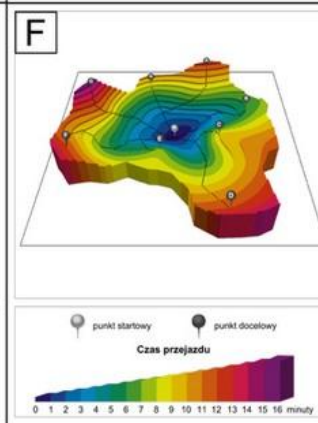 F
D
punkt startowy punkt docelowy
Czas przejazdu
0 1 2 3 4 5 6 7 8 9 10 11 12 13 14 15 16 minuty